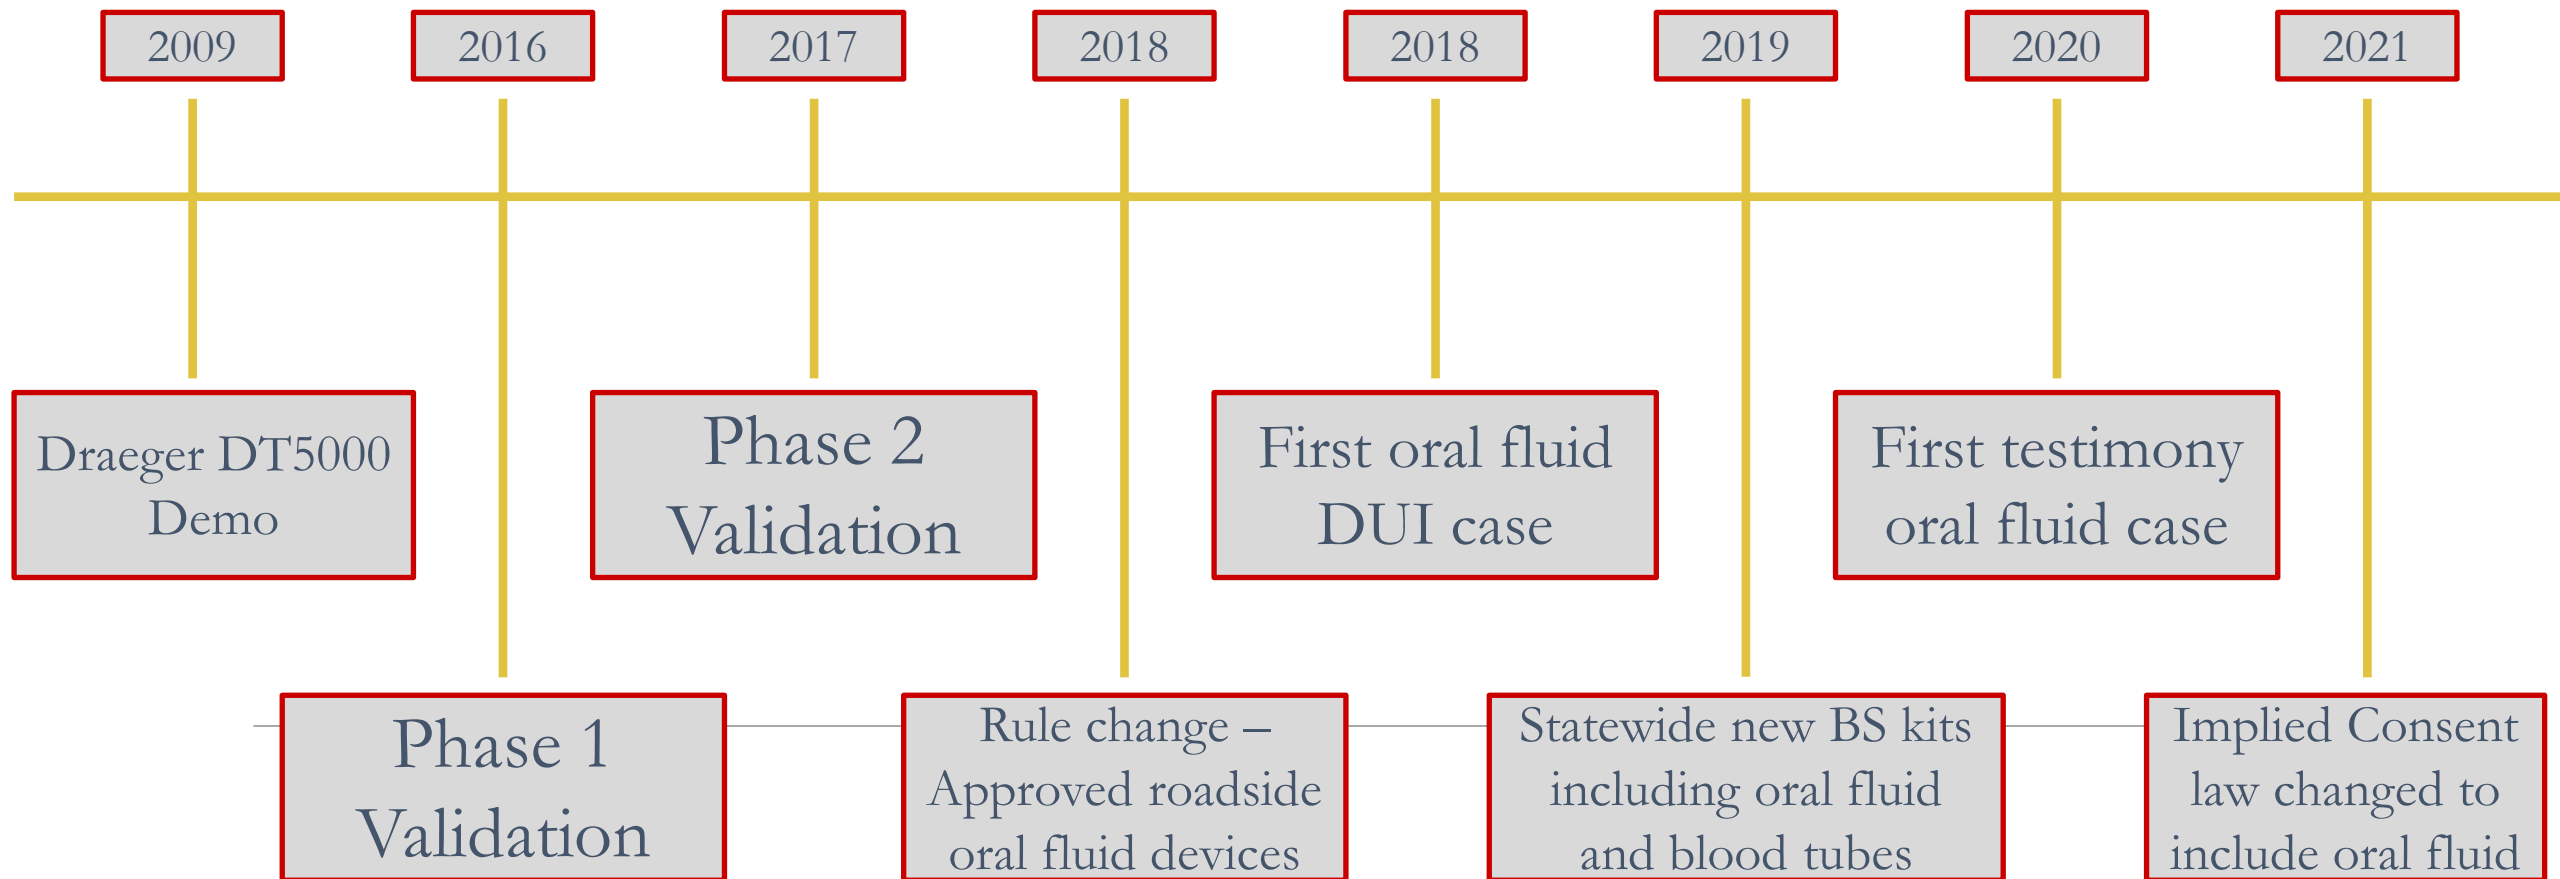 2009
2016
2017
2018
2018
2019
2020
2021
Draeger DT5000
Demo
Phase 2
Validation
First oral fluid
DUI case
First testimony
oral fluid case
Phase 1
Validation
Rule change –
Approved roadside
oral fluid devices
Statewide new BS kits
including oral fluid
and blood tubes
Implied Consent
law changed to
include oral fluid